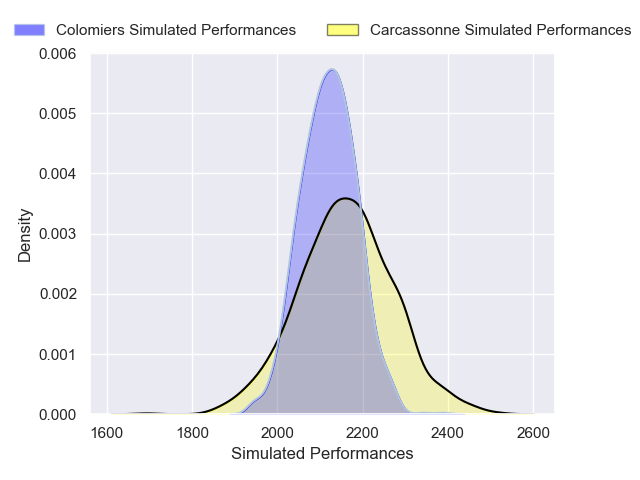 Colomiers Simulated Performances
Carcassonne Simulated Performances
0.006
0.005
0.004
0.003
0.002
0.001
0.000
Density
1600 1800 2000 2200 2400 2600
Simulated Performances